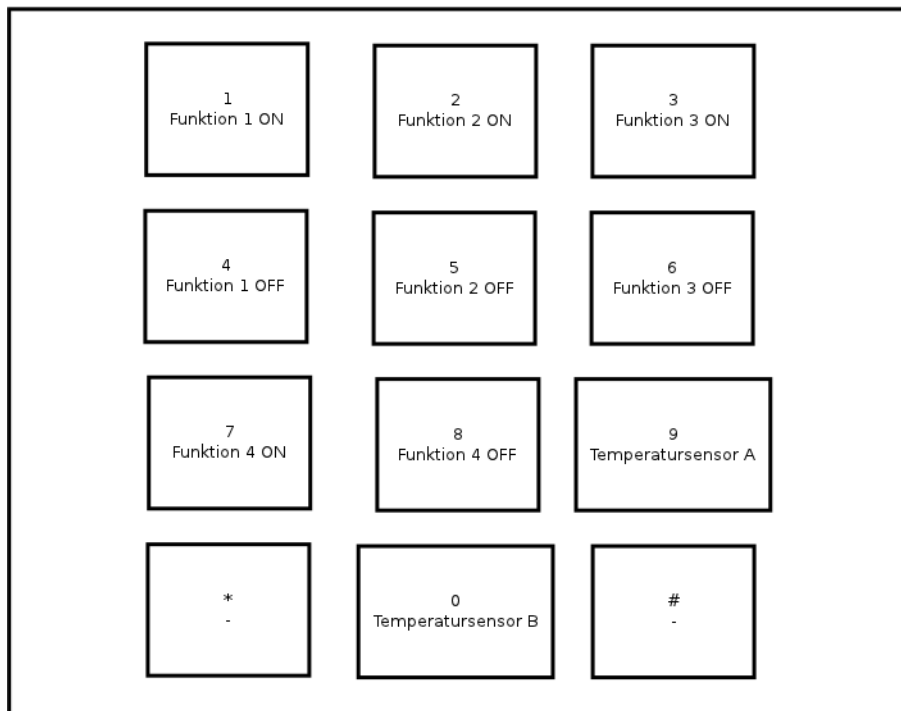 1
Funktion 1 ON
2
Funktion 2 ON
3
Funktion 3 ON
4
Funktion 1 OFF
5
Funktion 2 OFF
6
Funktion 3 OFF
7
Funktion 4 ON
8
Funktion 4 OFF
9
Temperatursensor A
*
-
0
Temperatursensor B
#
-